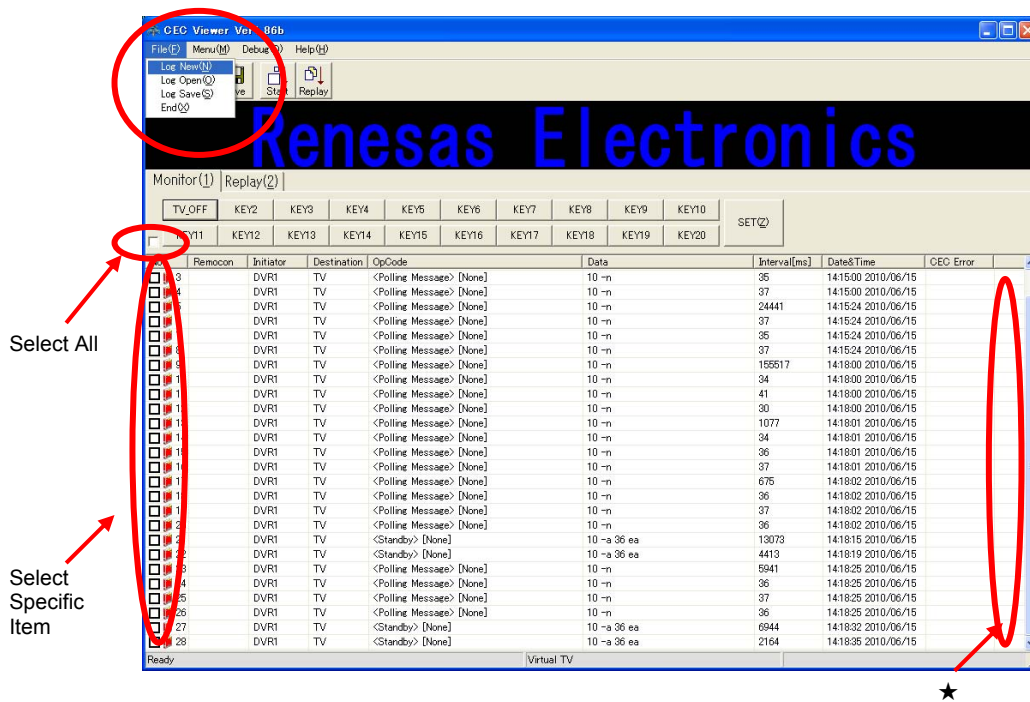 CEC Viewer Ver 86b
File(F) Menu(M) Debug(D) Help(H)
Log New(N)
Log Open(O)
Log Save(S)
End(X)
Start Replay
Renesas Electronics
Monitor(1) Replay(2)
TV_OFF KEY2 KEY3 KEY4 KEY5 KEY6 KEY7 KEY8 KEY9 KEY10
SET(Z)
KEY11 KEY12 KEY13 KEY14 KEY15 KEY16 KEY17 KEY18 KEY19 KEY20
Remocon Initiator Destination OpCode Data Interval[ms] Date&Time CEC Error
3 DVR1 TV <Polling Message> [None] 10 -n 35 14:15:00 2010/06/15
4 DVR1 TV <Polling Message> [None] 10 -n 37 14:15:00 2010/06/15
DVR1 TV <Polling Message> [None] 10 -n 24441 14:15:24 2010/06/15
DVR1 TV <Polling Message> [None] 10 -n 37 14:15:24 2010/06/15
DVR1 TV <Polling Message> [None] 10 -n 35 14:15:24 2010/06/15
8 DVR1 TV <Polling Message> [None] 10 -n 37 14:15:24 2010/06/15
9 DVR1 TV <Polling Message> [None] 10 -n 155517 14:18:00 2010/06/15
DVR1 TV <Polling Message> [None] 10 -n 34 14:18:00 2010/06/15
DVR1 TV <Polling Message> [None] 10 -n 41 14:18:00 2010/06/15
DVR1 TV <Polling Message> [None] 10 -n 30 14:18:00 2010/06/15
DVR1 TV <Polling Message> [None] 10 -n 1077 14:18:01 2010/06/15
DVR1 TV <Polling Message> [None] 10 -n 34 14:18:01 2010/06/15
DVR1 TV <Polling Message> [None] 10 -n 36 14:18:01 2010/06/15
DVR1 TV <Polling Message> [None] 10 -n 37 14:18:01 2010/06/15
DVR1 TV <Polling Message> [None] 10 -n 675 14:18:02 2010/06/15
DVR1 TV <Polling Message> [None] 10 -n 36 14:18:02 2010/06/15
DVR1 TV <Polling Message> [None] 10 -n 37 14:18:02 2010/06/15
DVR1 TV <Polling Message> [None] 10 -n 36 14:18:02 2010/06/15
DVR1 TV <Standby> [None] 10 -a 36 ea 13073 14:18:15 2010/06/15
DVR1 TV <Standby> [None] 10 -a 36 ea 4413 14:18:19 2010/06/15
DVR1 TV <Polling Message> [None] 10 -n 5941 14:18:25 2010/06/15
DVR1 TV <Polling Message> [None] 10 -n 36 14:18:25 2010/06/15
25 DVR1 TV <Polling Message> [None] 10 -n 37 14:18:25 2010/06/15
26 DVR1 TV <Polling Message> [None] 10 -n 36 14:18:25 2010/06/15
27 DVR1 TV <Standby> [None] 10 -a 36 ea 6944 14:18:32 2010/06/15
28 DVR1 TV <Standby> [None] 10 -a 36 ea 2164 14:18:35 2010/06/15
Ready Virtual TV
Select All
Select
Specific
Item
★